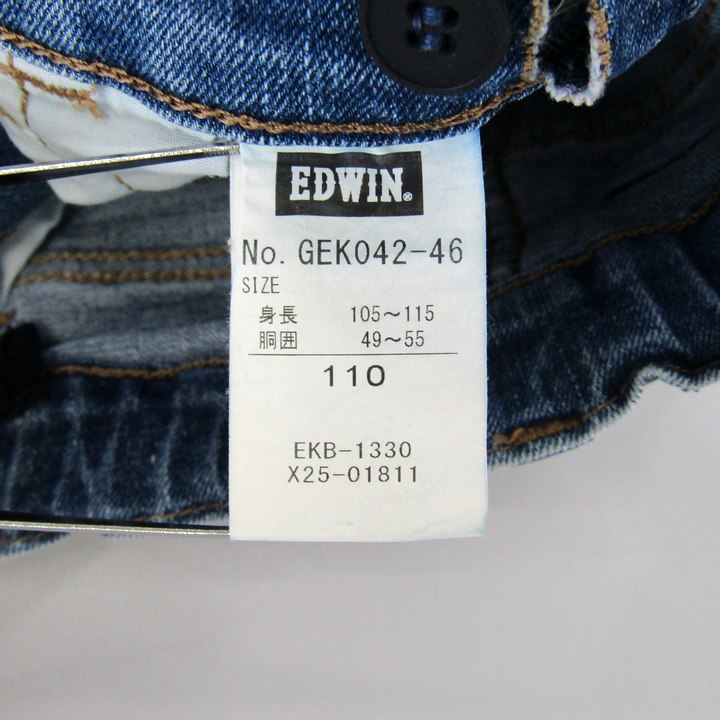 EDWIN®
No. GEK042-46
SIZE
身長 105～115
胴囲 49～55
110
EKB-1330
X25-01811